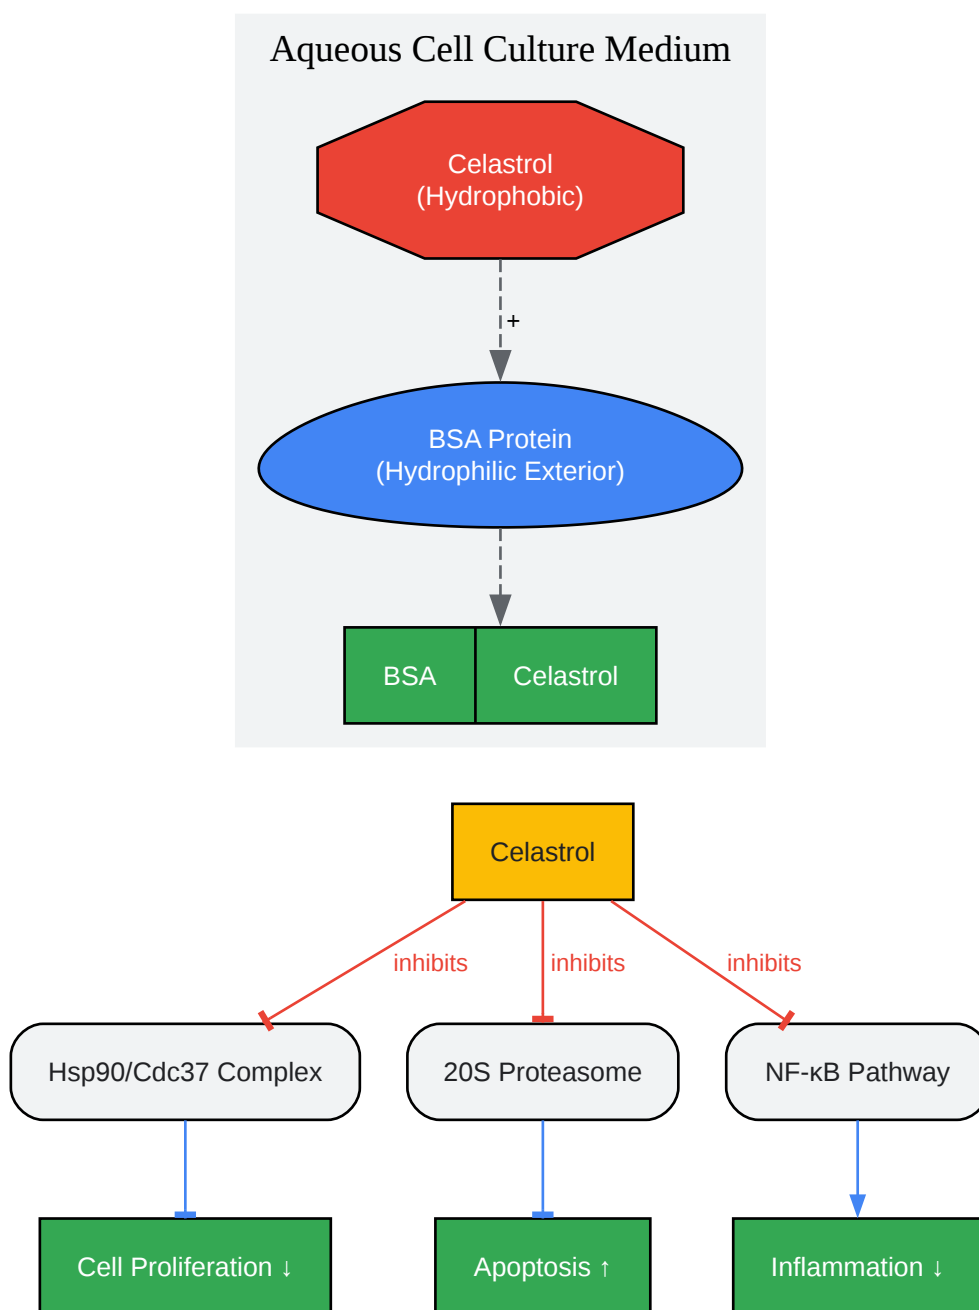 Aqueous Cell Culture Medium
Celastrol
(Hydrophobic)
+
BSA Protein
(Hydrophilic Exterior)
BSA
Celastrol
Celastrol
inhibits
inhibits
inhibits
Hsp90/Cdc37 Complex
20S Proteasome
NF-κB Pathway
Cell Proliferation ↓
Apoptosis ↑
Inflammation ↓